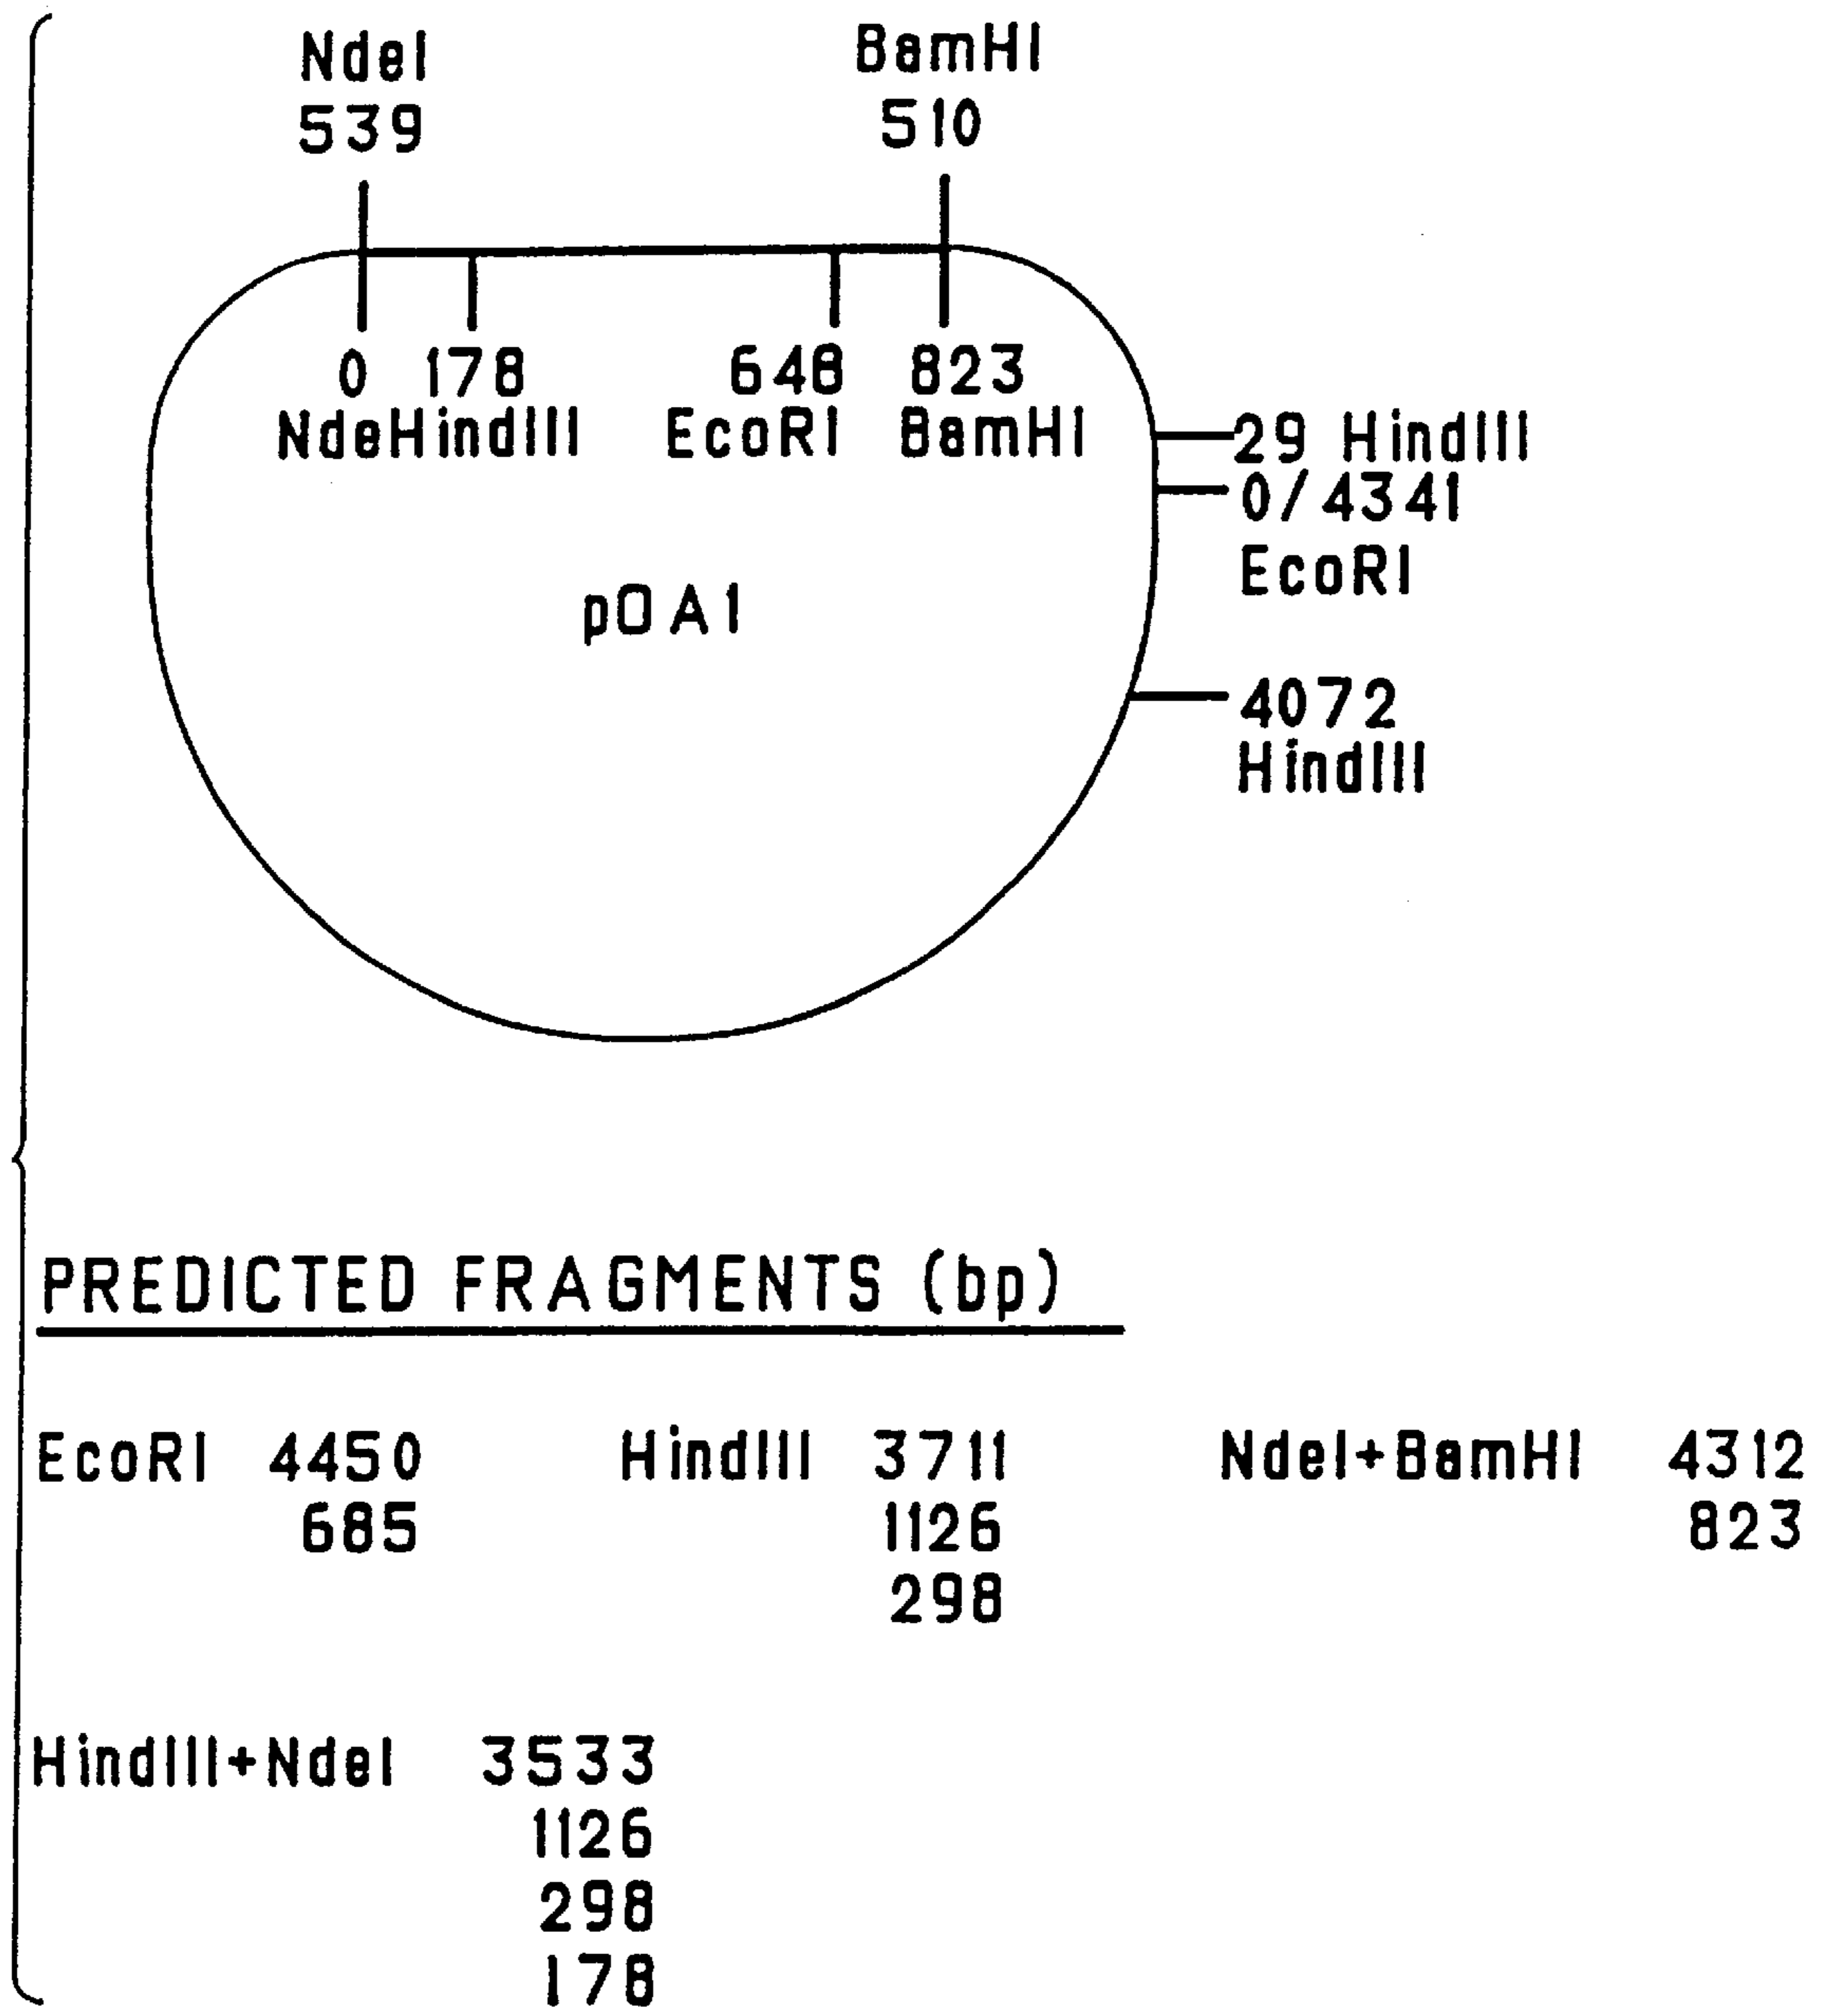 NdeI BamHI
539 510
0 178 648 823
NdeHindIII EcoRI BamHI
29 HindIII
0/4341
EcoRI
pOA1
4072
HindIII
PREDICTED FRAGMENTS (bp)
EcoRI 4450 HindIII 3711 NdeI+BamHI 4312
685 1126 823
298
HindIII+NdeI 3533
1126
298
178